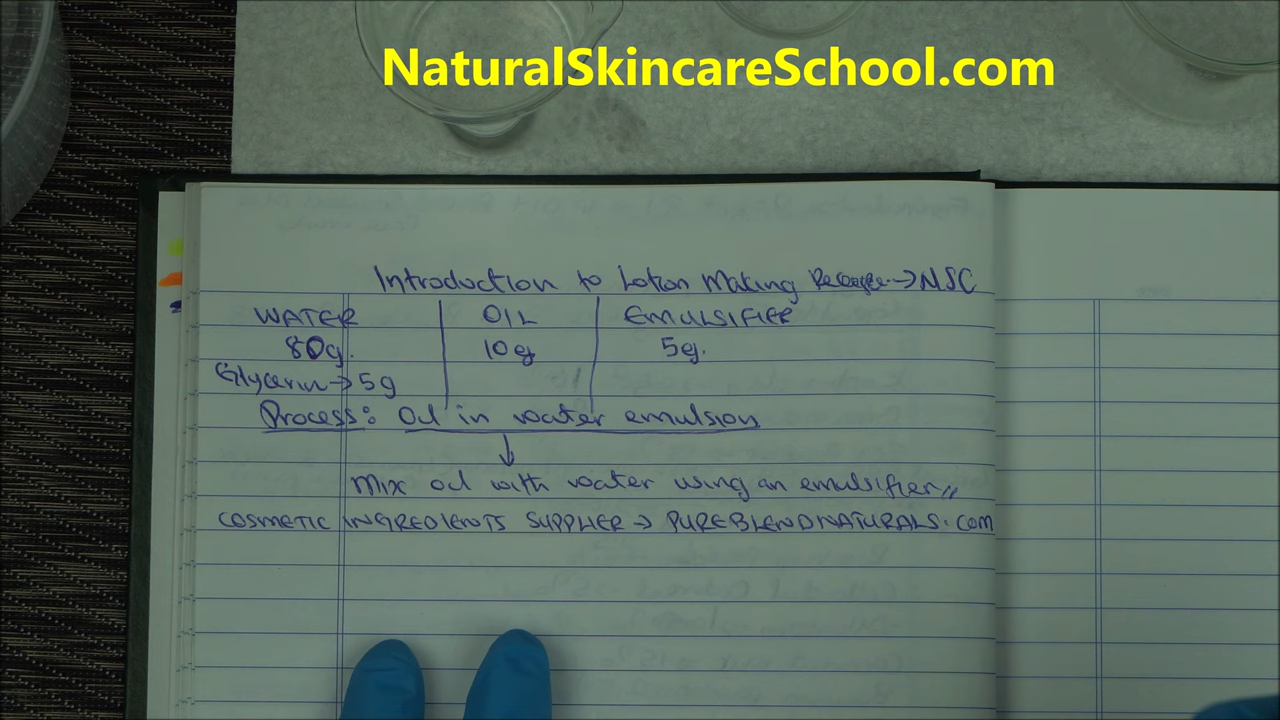 NaturalSkincareSchool.com
Introduction to Lotion Making → NSC
WATER OIL EMULSIFIER
80g. 10g 5g.
Glycerin → 5g
Process: Oil in water emulsion
↓
Mix oil with water using an emulsifier,,
COSMETIC INGREDIENTS SUPPLIER → PUREBLENDNATURALS.COM